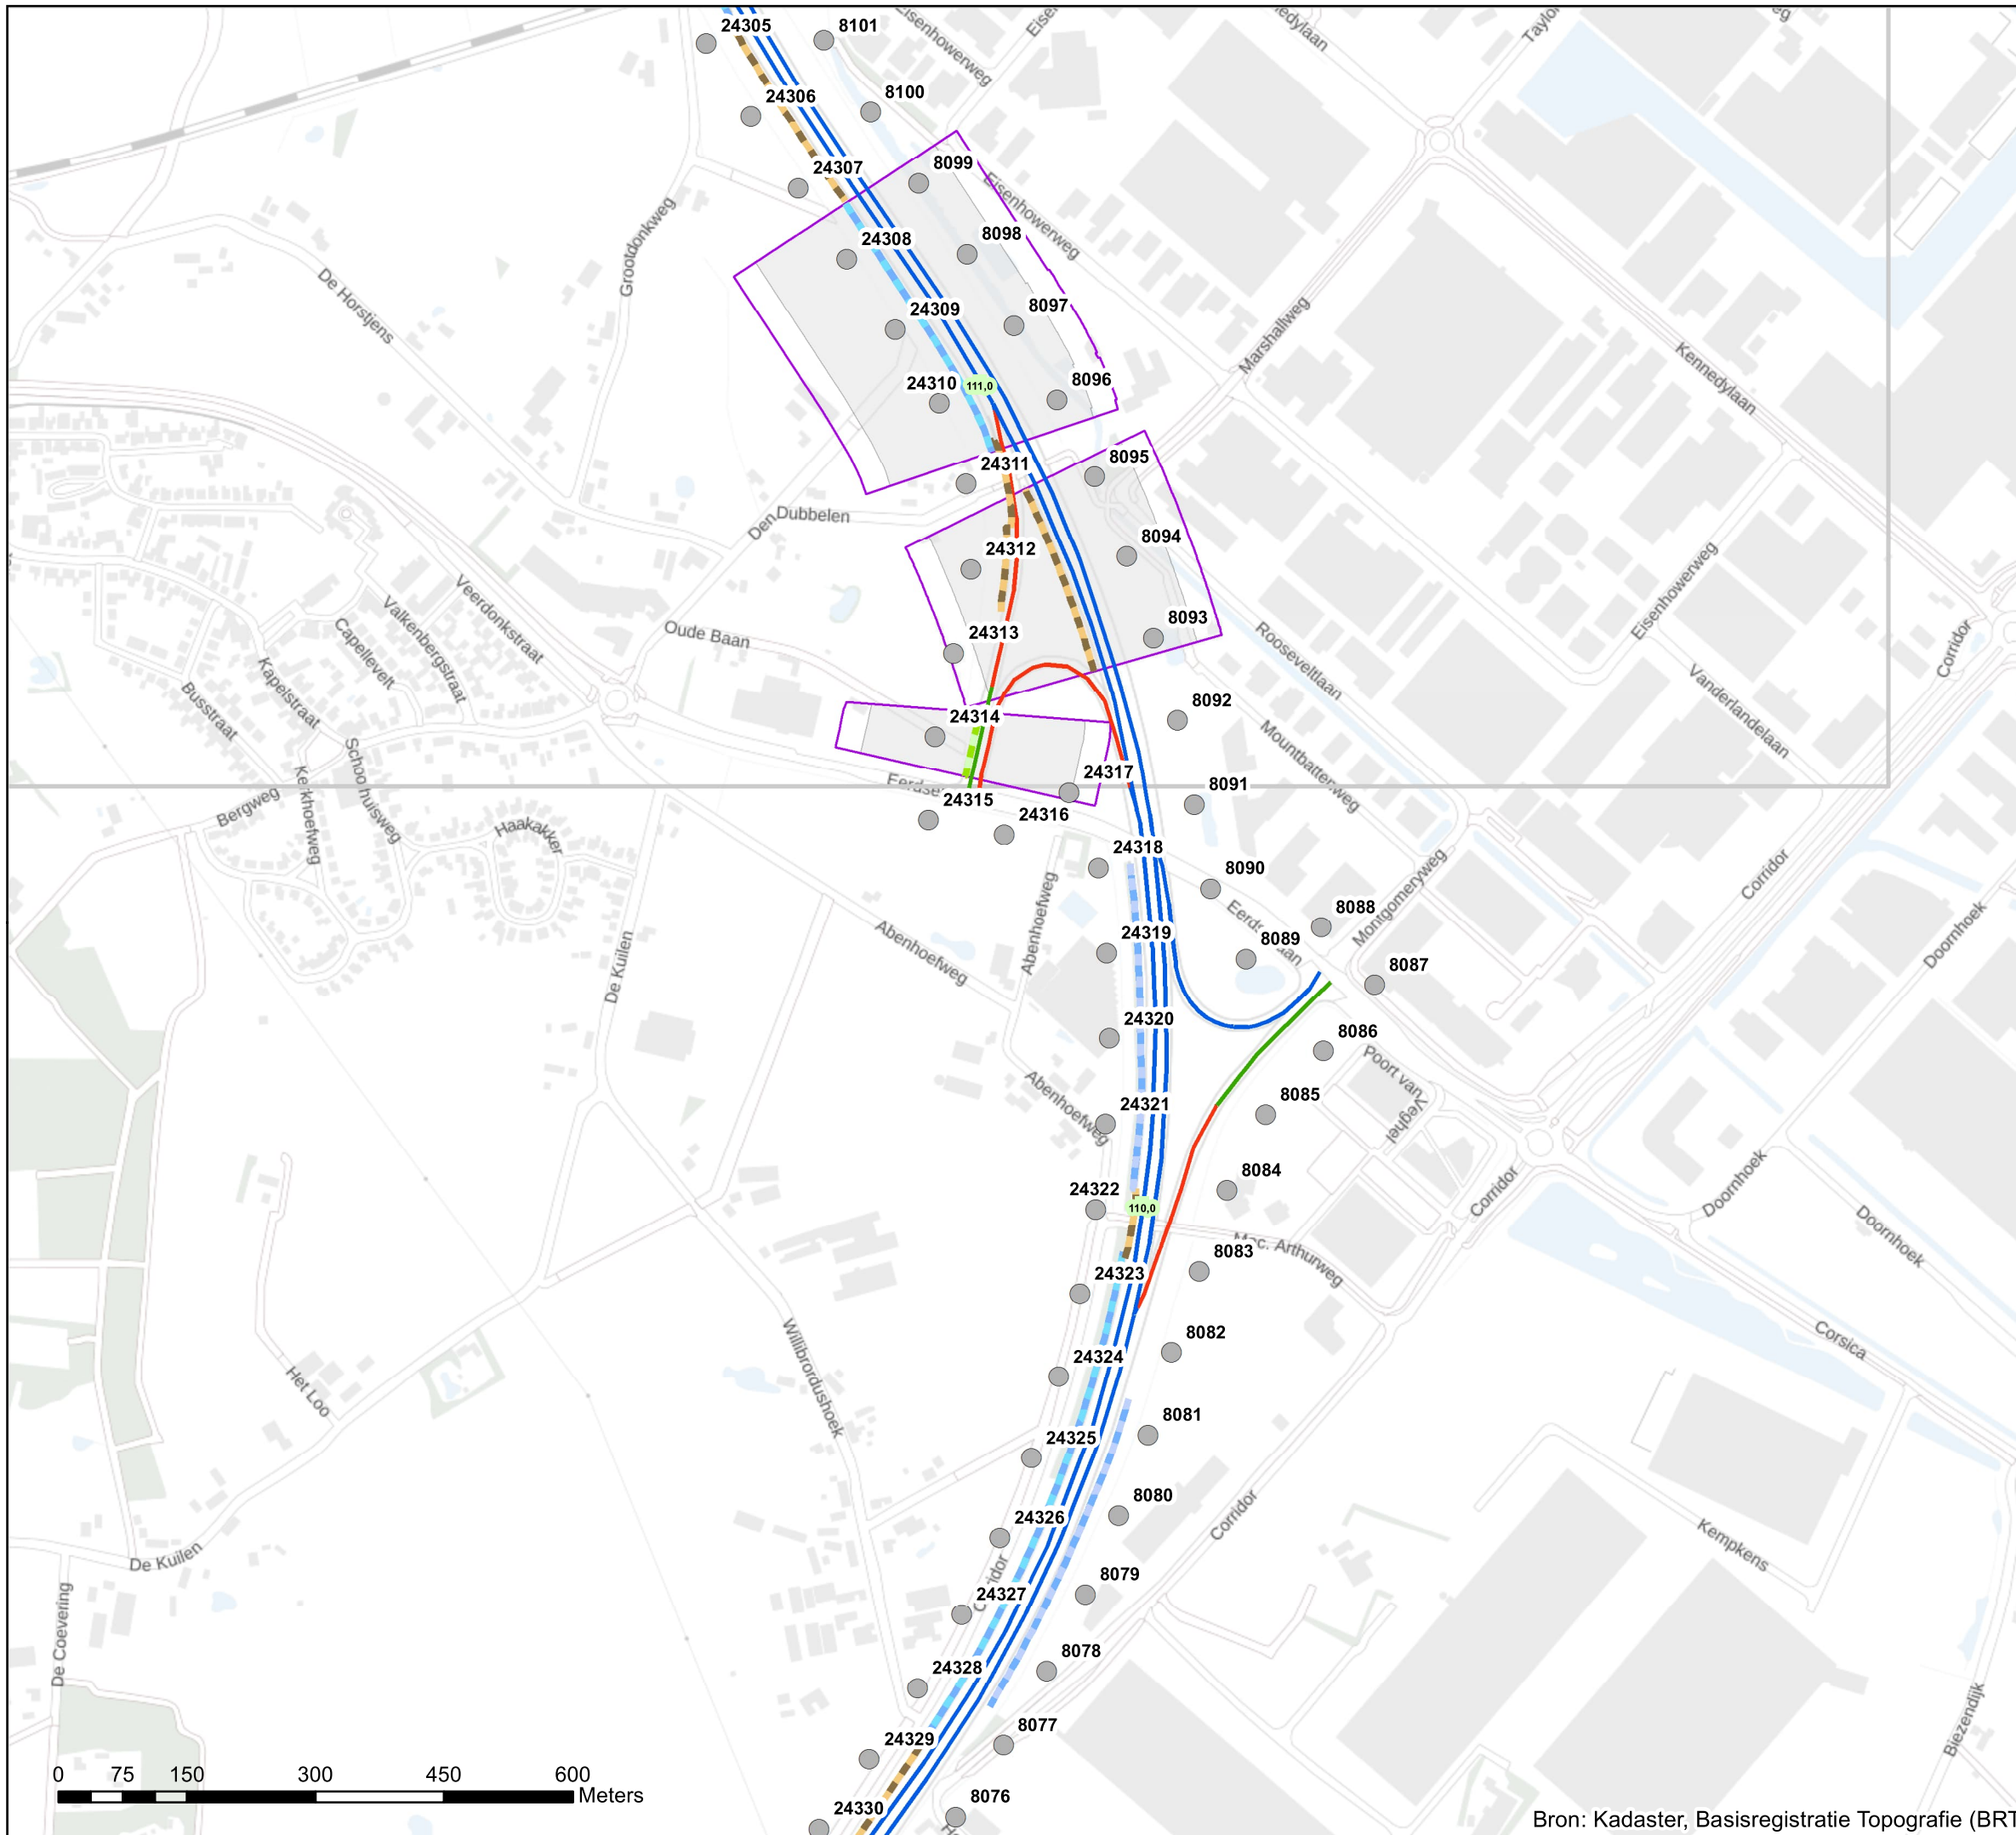 24305
8101
Eisenhowerweg
24306
8100
24307
8099
Eisenhowerweg
Grootdonkweg
24308
8098
De Horstjens
24309
8097
Marshallweg
24310
111,0
8096
Kennedylaan
24311
8095
Den Dubbelen
24312
8094
Eisenhowerweg
Veerdonkstraat
Valkenbergstraat
Capellevelt
Oude Baan
24313
8093
Rooseveltlaan
Corridor
Kapelstraat
Busstraat
Vanderlandelaan
24314
8092
Mountbattenweg
Schoolhuisweg
Kerkhoefweg
Bergweg
24317
24315
24316
8091
Haakakker
24318
8090
Abenhoefweg
Montgomeryweg
Corridor
8088
24319
8089
Abenhoefweg
De Kuilen
8087
Doornhoek
24320
8086
Poort van
Veghel
24321
8085
Abenhoefweg
24322
8084
110,0
Corridor
Doornhoek
Doornhoek
24323
8083
Mac. Arthurweg
Willibrordushoek
24324
8082
Corsica
Het Loo
24325
8081
24326
8080
Corridor
Kempkens
De Kuilen
24327
8079
De Coevering
24328
8078
Biezendijk
24329
8077
24330
8076
0 75 150 300 450 600
Meters
Bron: Kadaster, Basisregistratie Topografie (BRT